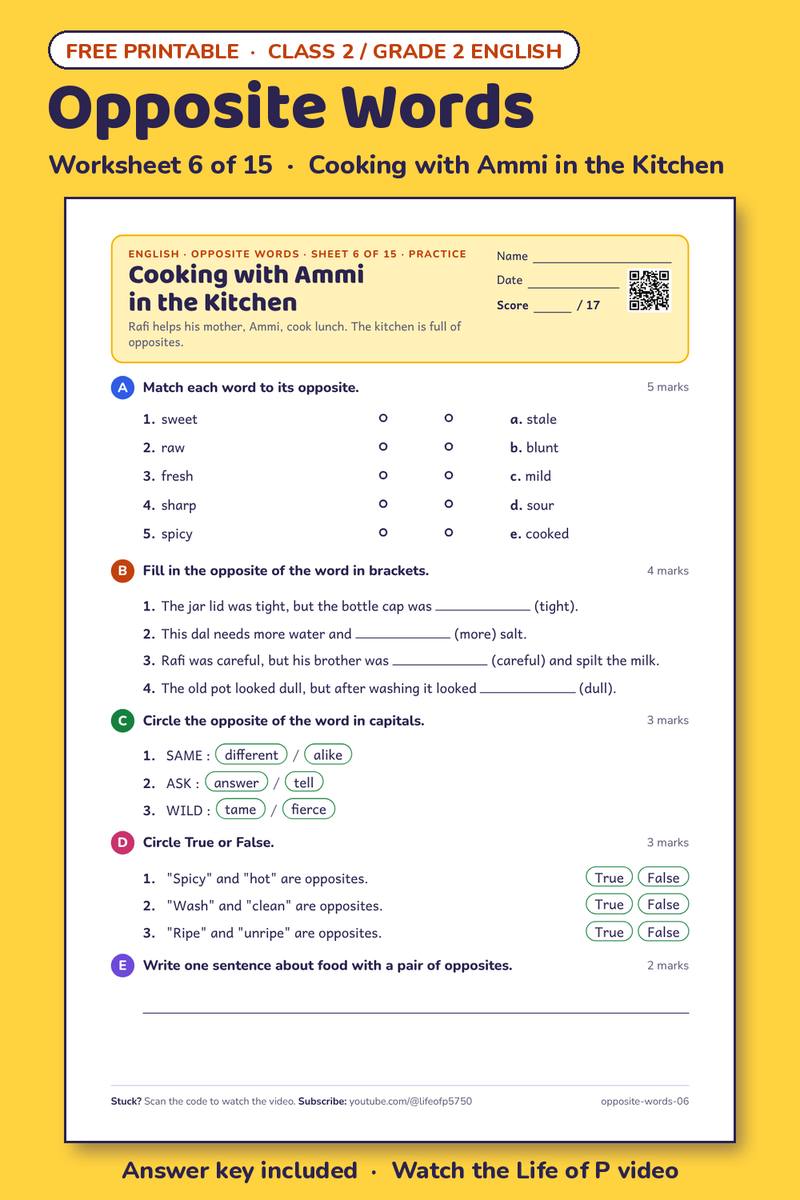 FREE PRINTABLE · CLASS 2 / GRADE 2 ENGLISH
Opposite Words
Worksheet 6 of 15 · Cooking with Ammi in the Kitchen
ENGLISH · OPPOSITE WORDS · SHEET 6 OF 15 · PRACTICE
Cooking with Ammi
in the Kitchen
Rafi helps his mother, Ammi, cook lunch. The kitchen is full of
opposites.
Name ____________
Date ____________
Score ______ / 17
A Match each word to its opposite. 5 marks
1. sweet a. stale
2. raw b. blunt
3. fresh c. mild
4. sharp d. sour
5. spicy e. cooked
B Fill in the opposite of the word in brackets. 4 marks
1. The jar lid was tight, but the bottle cap was ____________ (tight).
2. This dal needs more water and ____________ (more) salt.
3. Rafi was careful, but his brother was ____________ (careful) and spilt the milk.
4. The old pot looked dull, but after washing it looked ____________ (dull).
C Circle the opposite of the word in capitals. 3 marks
1. SAME : different / alike
2. ASK : answer / tell
3. WILD : tame / fierce
D Circle True or False. 3 marks
1. "Spicy" and "hot" are opposites. True False
2. "Wash" and "clean" are opposites. True False
3. "Ripe" and "unripe" are opposites. True False
E Write one sentence about food with a pair of opposites. 2 marks
Stuck? Scan the code to watch the video. Subscribe: youtube.com/@lifeofp5750 opposite-words-06
Answer key included · Watch the Life of P video